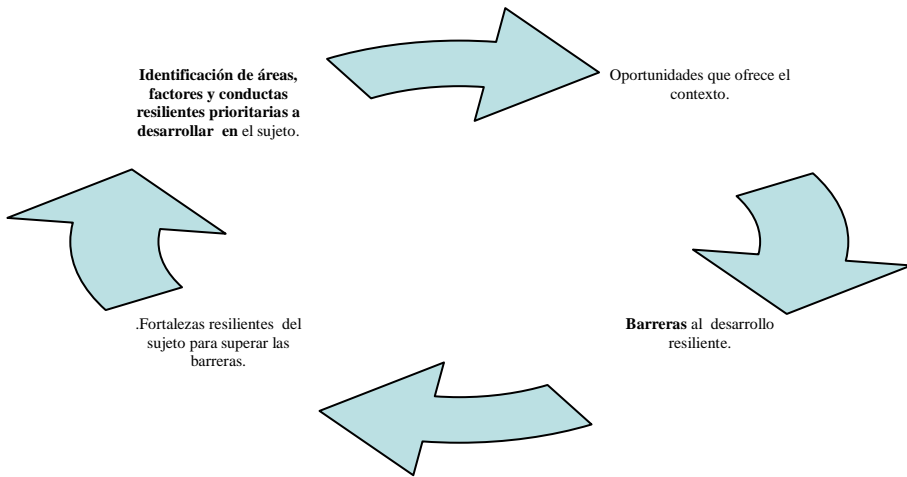 Identificación de áreas,
factores y conductas
resilientes prioritarias a
desarrollar en el sujeto.
Oportunidades que ofrece el
contexto.
Barreras al desarrollo
resiliente.
.Fortalezas resilientes del
sujeto para superar las
barreras.